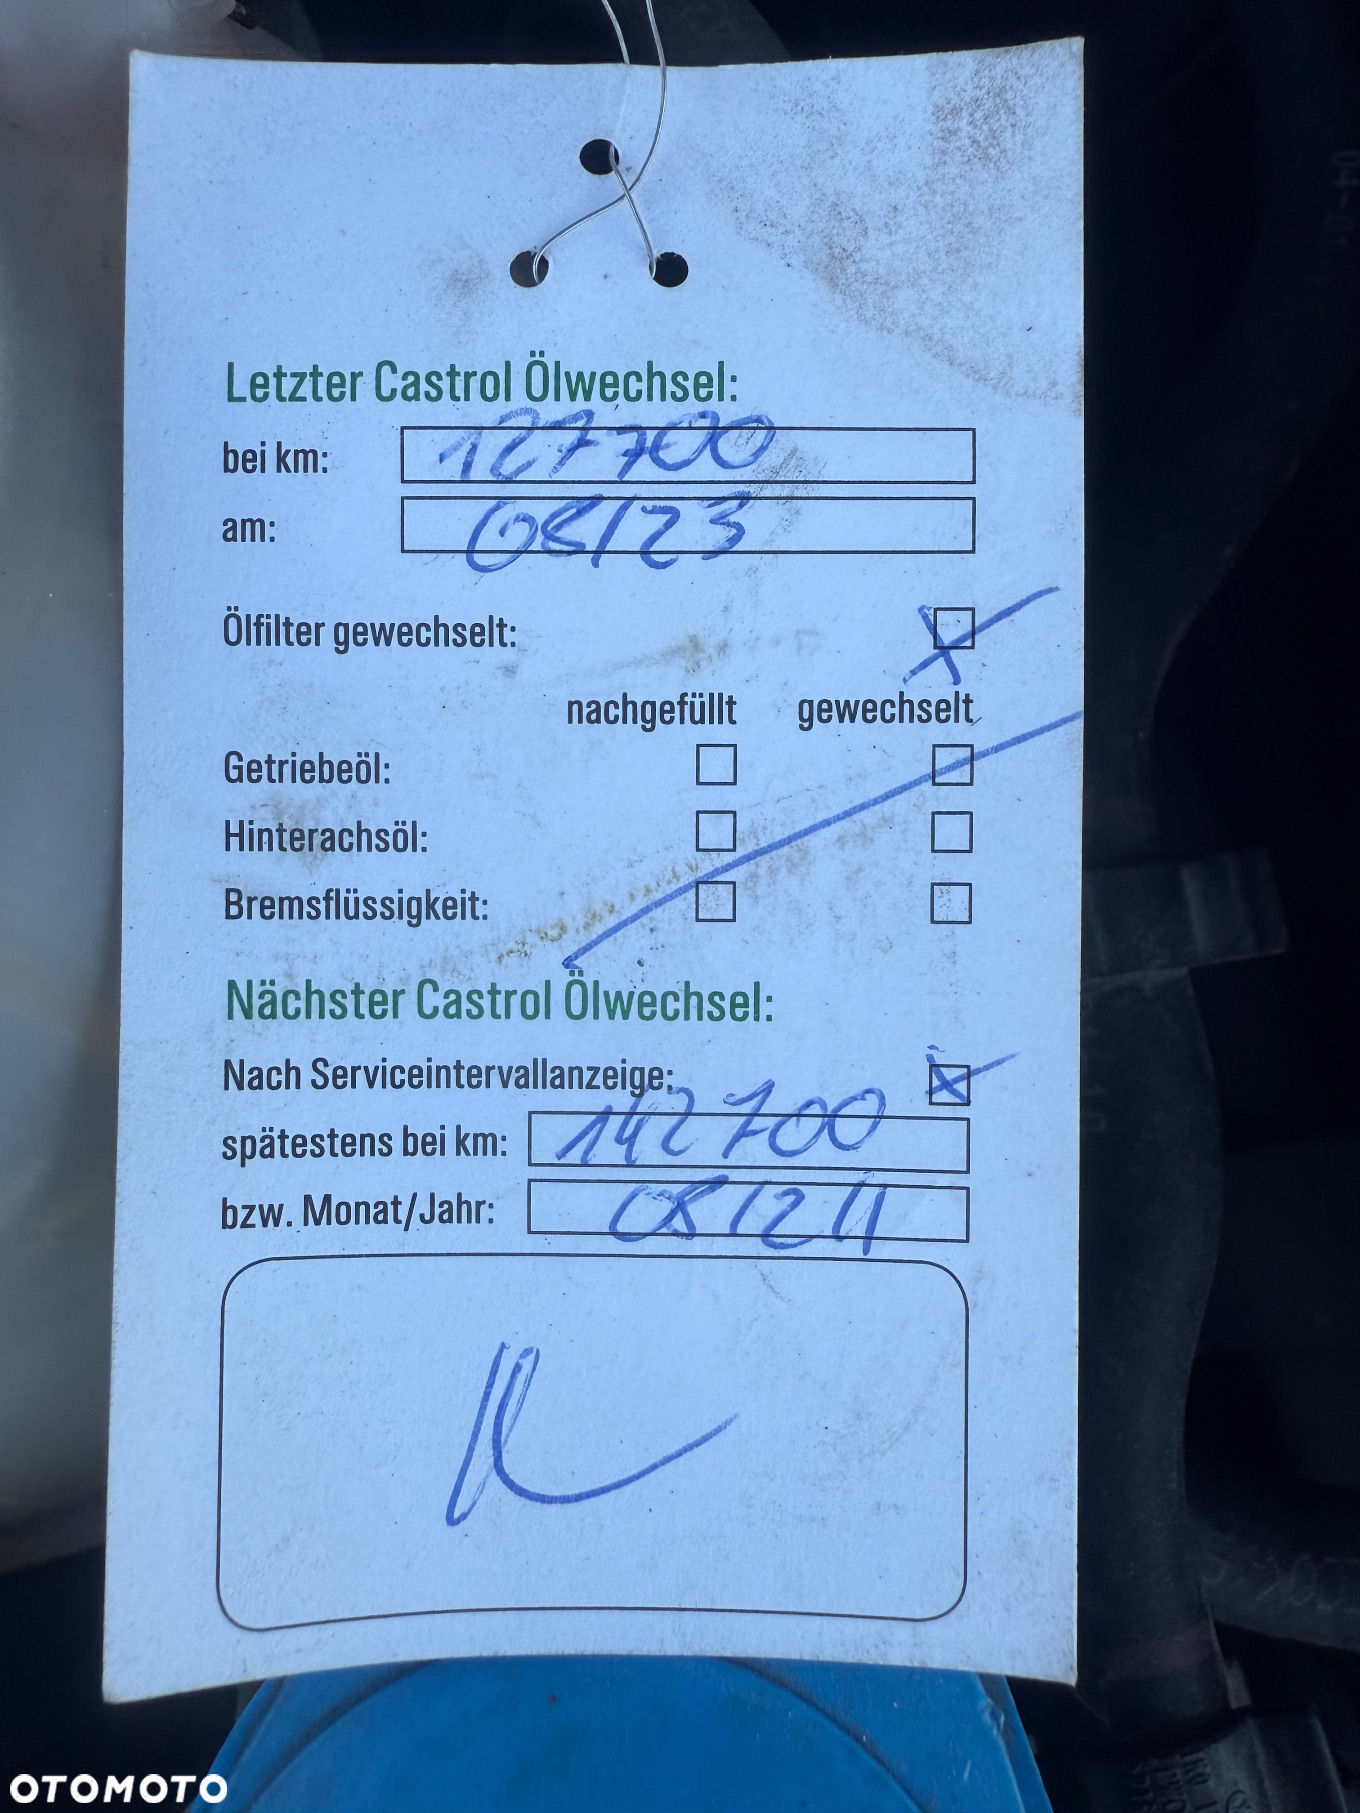 Letzter Castrol Ölwechsel:
bei km: 127700
am: 08/23
Ölfilter gewechselt:
nachgefüllt gewechselt
Getriebeöl:
Hinterachsöl:
Bremsflüssigkeit:
Nächster Castrol Ölwechsel:
Nach Serviceintervallanzeige:
spätestens bei km: 142700
bzw. Monat/Jahr: 08/24
OTOMOTO